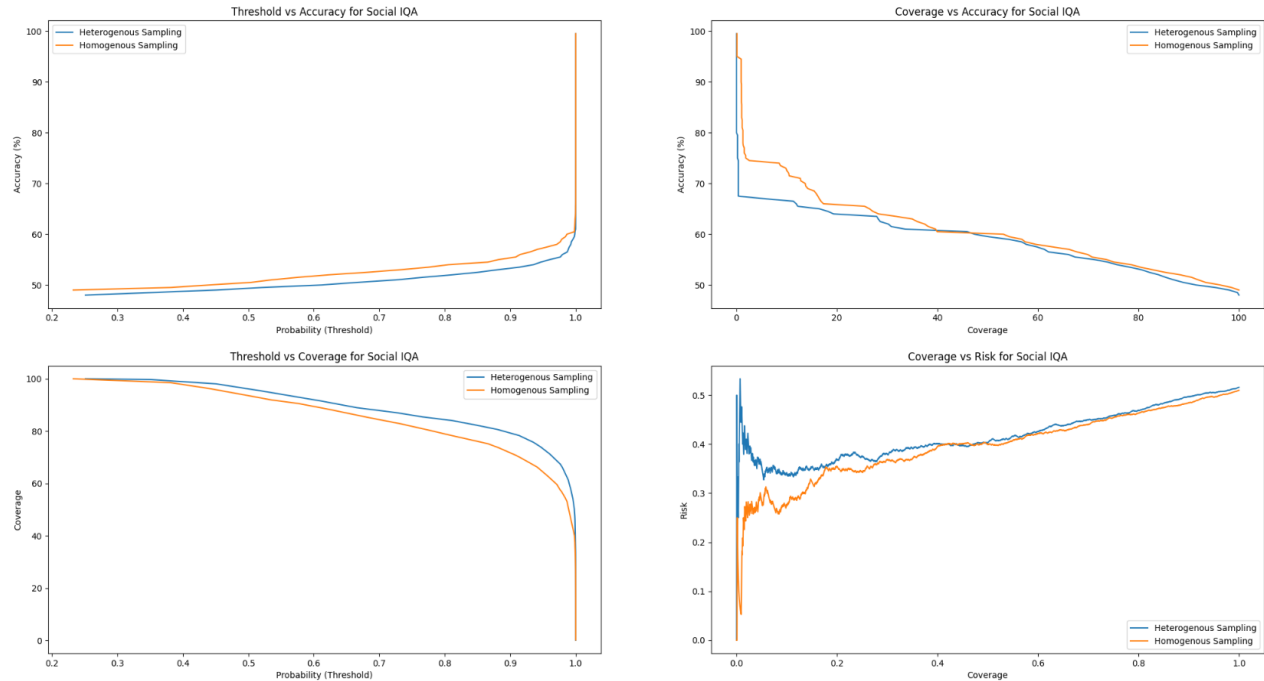 Threshold vs Accuracy for Social IQA
Heterogenous Sampling
Homogenous Sampling
100
90
80
70
60
50
Accuracy (%)
0.2 0.3 0.4 0.5 0.6 0.7 0.8 0.9 1.0
Probability (Threshold)
Coverage vs Accuracy for Social IQA
Heterogenous Sampling
Homogenous Sampling
100
90
80
70
60
50
Accuracy (%)
0 20 40 60 80 100
Coverage
Threshold vs Coverage for Social IQA
Heterogenous Sampling
Homogenous Sampling
100
80
60
40
20
0
Coverage
0.2 0.3 0.4 0.5 0.6 0.7 0.8 0.9 1.0
Probability (Threshold)
Coverage vs Risk for Social IQA
0.5
0.4
0.3
0.2
0.1
0.0
Risk
Heterogenous Sampling
Homogenous Sampling
0.0 0.2 0.4 0.6 0.8 1.0
Coverage